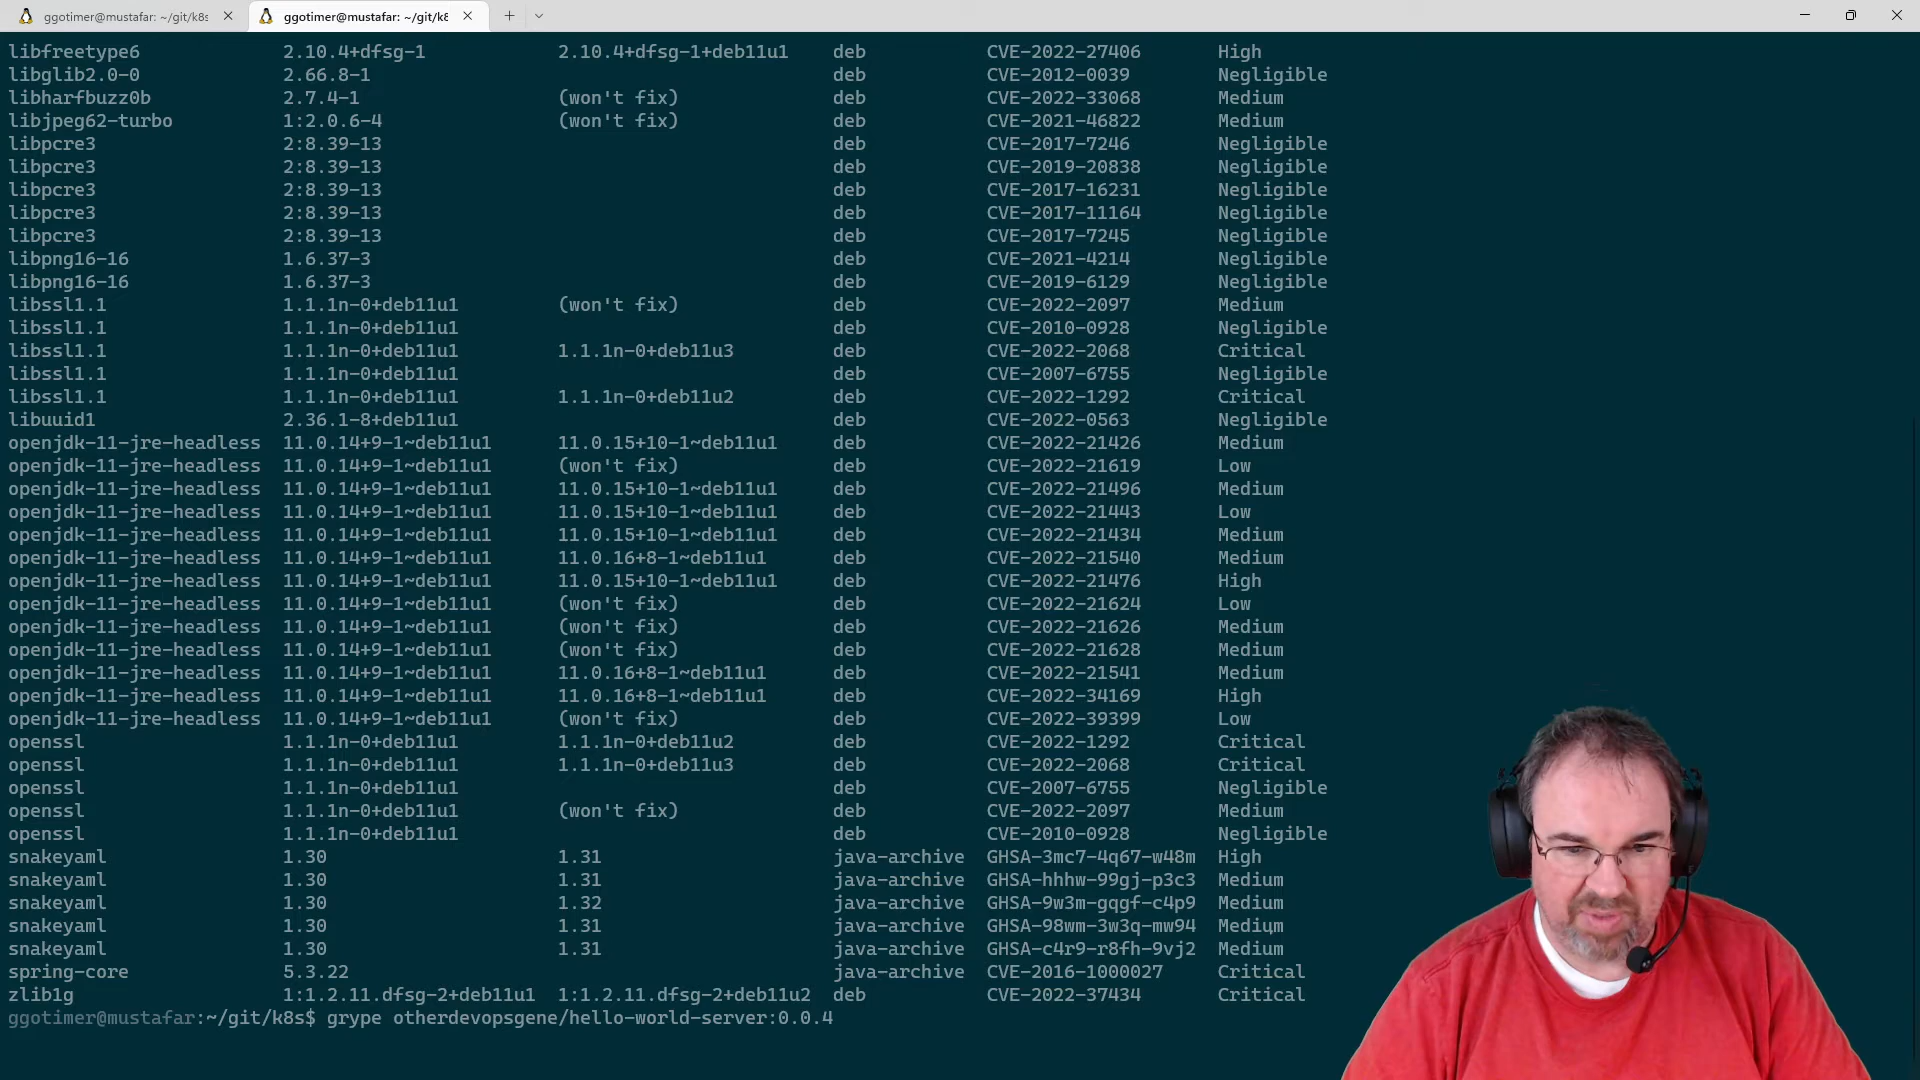 ggotimer@mustafar: ~/git/k8s
ggotimer@mustafar: ~/git/k8
libfreetype6 2.10.4+dfsg-1 2.10.4+dfsg-1+deb11u1 deb CVE-2022-27406 High
libglib2.0-0 2.66.8-1 deb CVE-2012-0039 Negligible
libharfbuzz0b 2.7.4-1 (won't fix) deb CVE-2022-33068 Medium
libjpeg62-turbo 1:2.0.6-4 (won't fix) deb CVE-2021-46822 Medium
libpcre3 2:8.39-13 deb CVE-2017-7246 Negligible
libpcre3 2:8.39-13 deb CVE-2019-20838 Negligible
libpcre3 2:8.39-13 deb CVE-2017-16231 Negligible
libpcre3 2:8.39-13 deb CVE-2017-11164 Negligible
libpcre3 2:8.39-13 deb CVE-2017-7245 Negligible
libpng16-16 1.6.37-3 deb CVE-2021-4214 Negligible
libpng16-16 1.6.37-3 deb CVE-2019-6129 Negligible
libssl1.1 1.1.1n-0+deb11u1 (won't fix) deb CVE-2022-2097 Medium
libssl1.1 1.1.1n-0+deb11u1 deb CVE-2010-0928 Negligible
libssl1.1 1.1.1n-0+deb11u1 1.1.1n-0+deb11u3 deb CVE-2022-2068 Critical
libssl1.1 1.1.1n-0+deb11u1 deb CVE-2007-6755 Negligible
libssl1.1 1.1.1n-0+deb11u1 1.1.1n-0+deb11u2 deb CVE-2022-1292 Critical
libuuid1 2.36.1-8+deb11u1 deb CVE-2022-0563 Negligible
openjdk-11-jre-headless 11.0.14+9-1~deb11u1 11.0.15+10-1~deb11u1 deb CVE-2022-21426 Medium
openjdk-11-jre-headless 11.0.14+9-1~deb11u1 (won't fix) deb CVE-2022-21619 Low
openjdk-11-jre-headless 11.0.14+9-1~deb11u1 11.0.15+10-1~deb11u1 deb CVE-2022-21496 Medium
openjdk-11-jre-headless 11.0.14+9-1~deb11u1 11.0.15+10-1~deb11u1 deb CVE-2022-21443 Low
openjdk-11-jre-headless 11.0.14+9-1~deb11u1 11.0.15+10-1~deb11u1 deb CVE-2022-21434 Medium
openjdk-11-jre-headless 11.0.14+9-1~deb11u1 11.0.16+8-1~deb11u1 deb CVE-2022-21540 Medium
openjdk-11-jre-headless 11.0.14+9-1~deb11u1 11.0.15+10-1~deb11u1 deb CVE-2022-21476 High
openjdk-11-jre-headless 11.0.14+9-1~deb11u1 (won't fix) deb CVE-2022-21624 Low
openjdk-11-jre-headless 11.0.14+9-1~deb11u1 (won't fix) deb CVE-2022-21626 Medium
openjdk-11-jre-headless 11.0.14+9-1~deb11u1 (won't fix) deb CVE-2022-21628 Medium
openjdk-11-jre-headless 11.0.14+9-1~deb11u1 11.0.16+8-1~deb11u1 deb CVE-2022-21541 Medium
openjdk-11-jre-headless 11.0.14+9-1~deb11u1 11.0.16+8-1~deb11u1 deb CVE-2022-34169 High
openjdk-11-jre-headless 11.0.14+9-1~deb11u1 (won't fix) deb CVE-2022-39399 Low
openssl 1.1.1n-0+deb11u1 1.1.1n-0+deb11u2 deb CVE-2022-1292 Critical
openssl 1.1.1n-0+deb11u1 1.1.1n-0+deb11u3 deb CVE-2022-2068 Critical
openssl 1.1.1n-0+deb11u1 deb CVE-2007-6755 Negligible
openssl 1.1.1n-0+deb11u1 (won't fix) deb CVE-2022-2097 Medium
openssl 1.1.1n-0+deb11u1 deb CVE-2010-0928 Negligible
snakeyaml 1.30 1.31 java-archive GHSA-3mc7-4q67-w48m High
snakeyaml 1.30 1.31 java-archive GHSA-hhhw-99gj-p3c3 Medium
snakeyaml 1.30 1.32 java-archive GHSA-9w3m-gqgf-c4p9 Medium
snakeyaml 1.30 1.31 java-archive GHSA-98wm-3w3q-mw94 Medium
snakeyaml 1.30 1.31 java-archive GHSA-c4r9-r8fh-9vj2 Medium
spring-core 5.3.22 java-archive CVE-2016-1000027 Critical
zlib1g 1:1.2.11.dfsg-2+deb11u1 1:1.2.11.dfsg-2+deb11u2 deb CVE-2022-37434 Critical
ggotimer@mustafar:~/git/k8s$ grype otherdevopsgene/hello-world-server:0.0.4